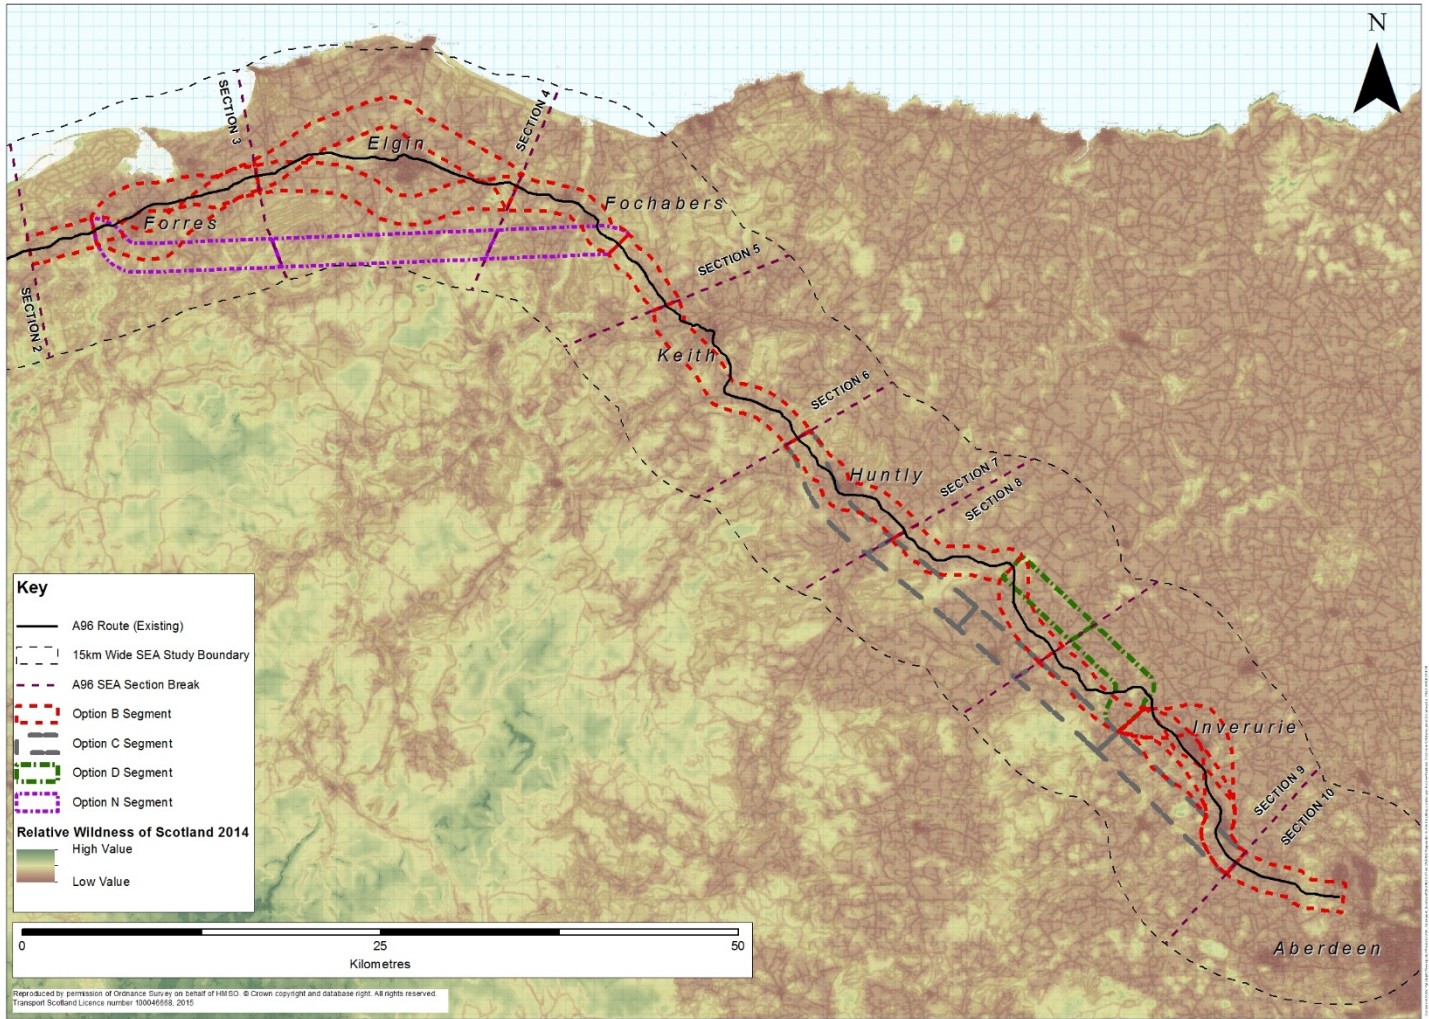 N
SECTION 3
SECTION 4
Elgin
Forres
Fochabers
SECTION 2
SECTION 5
Keith
SECTION 6
Huntly
SECTION 7
SECTION 8
Inverurie
SECTION 9
SECTION 10
Aberdeen
Key
A96 Route (Existing)
15km Wide SEA Study Boundary
A96 SEA Section Break
Option B Segment
Option C Segment
Option D Segment
Option N Segment
Relative Wildness of Scotland 2014
High Value
Low Value
0 25 50
Kilometres
Reproduced by permission of Ordnance Survey on behalf of HMSO. © Crown copyright and database right. All rights reserved.
Transport Scotland Licence number 100046668, 2015